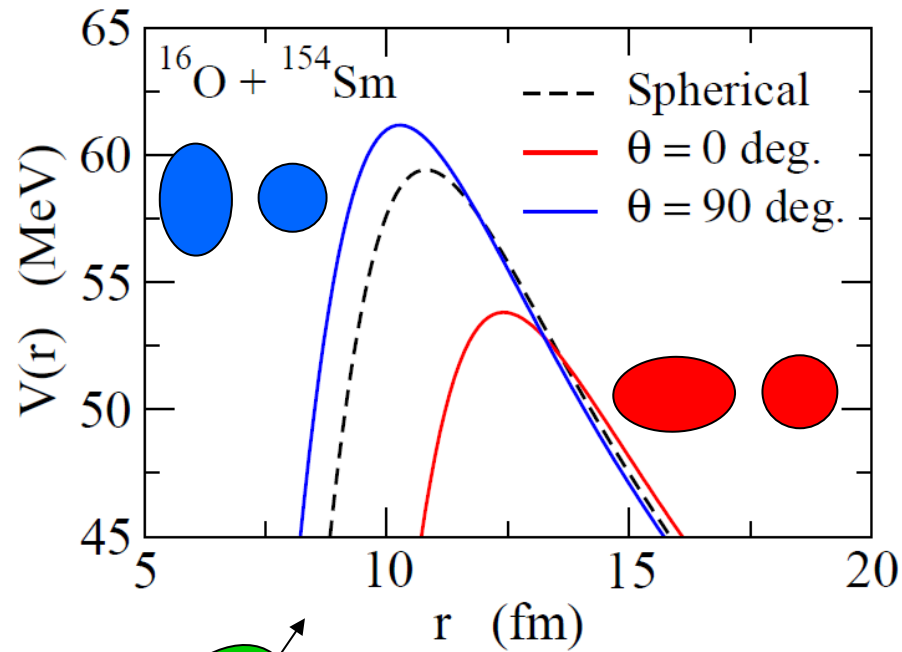 65
60
55
50
45
V(r) (MeV)
¹⁶O + ¹⁵⁴Sm
Spherical
θ = 0 deg.
θ = 90 deg.
5 10 15 20
r (fm)